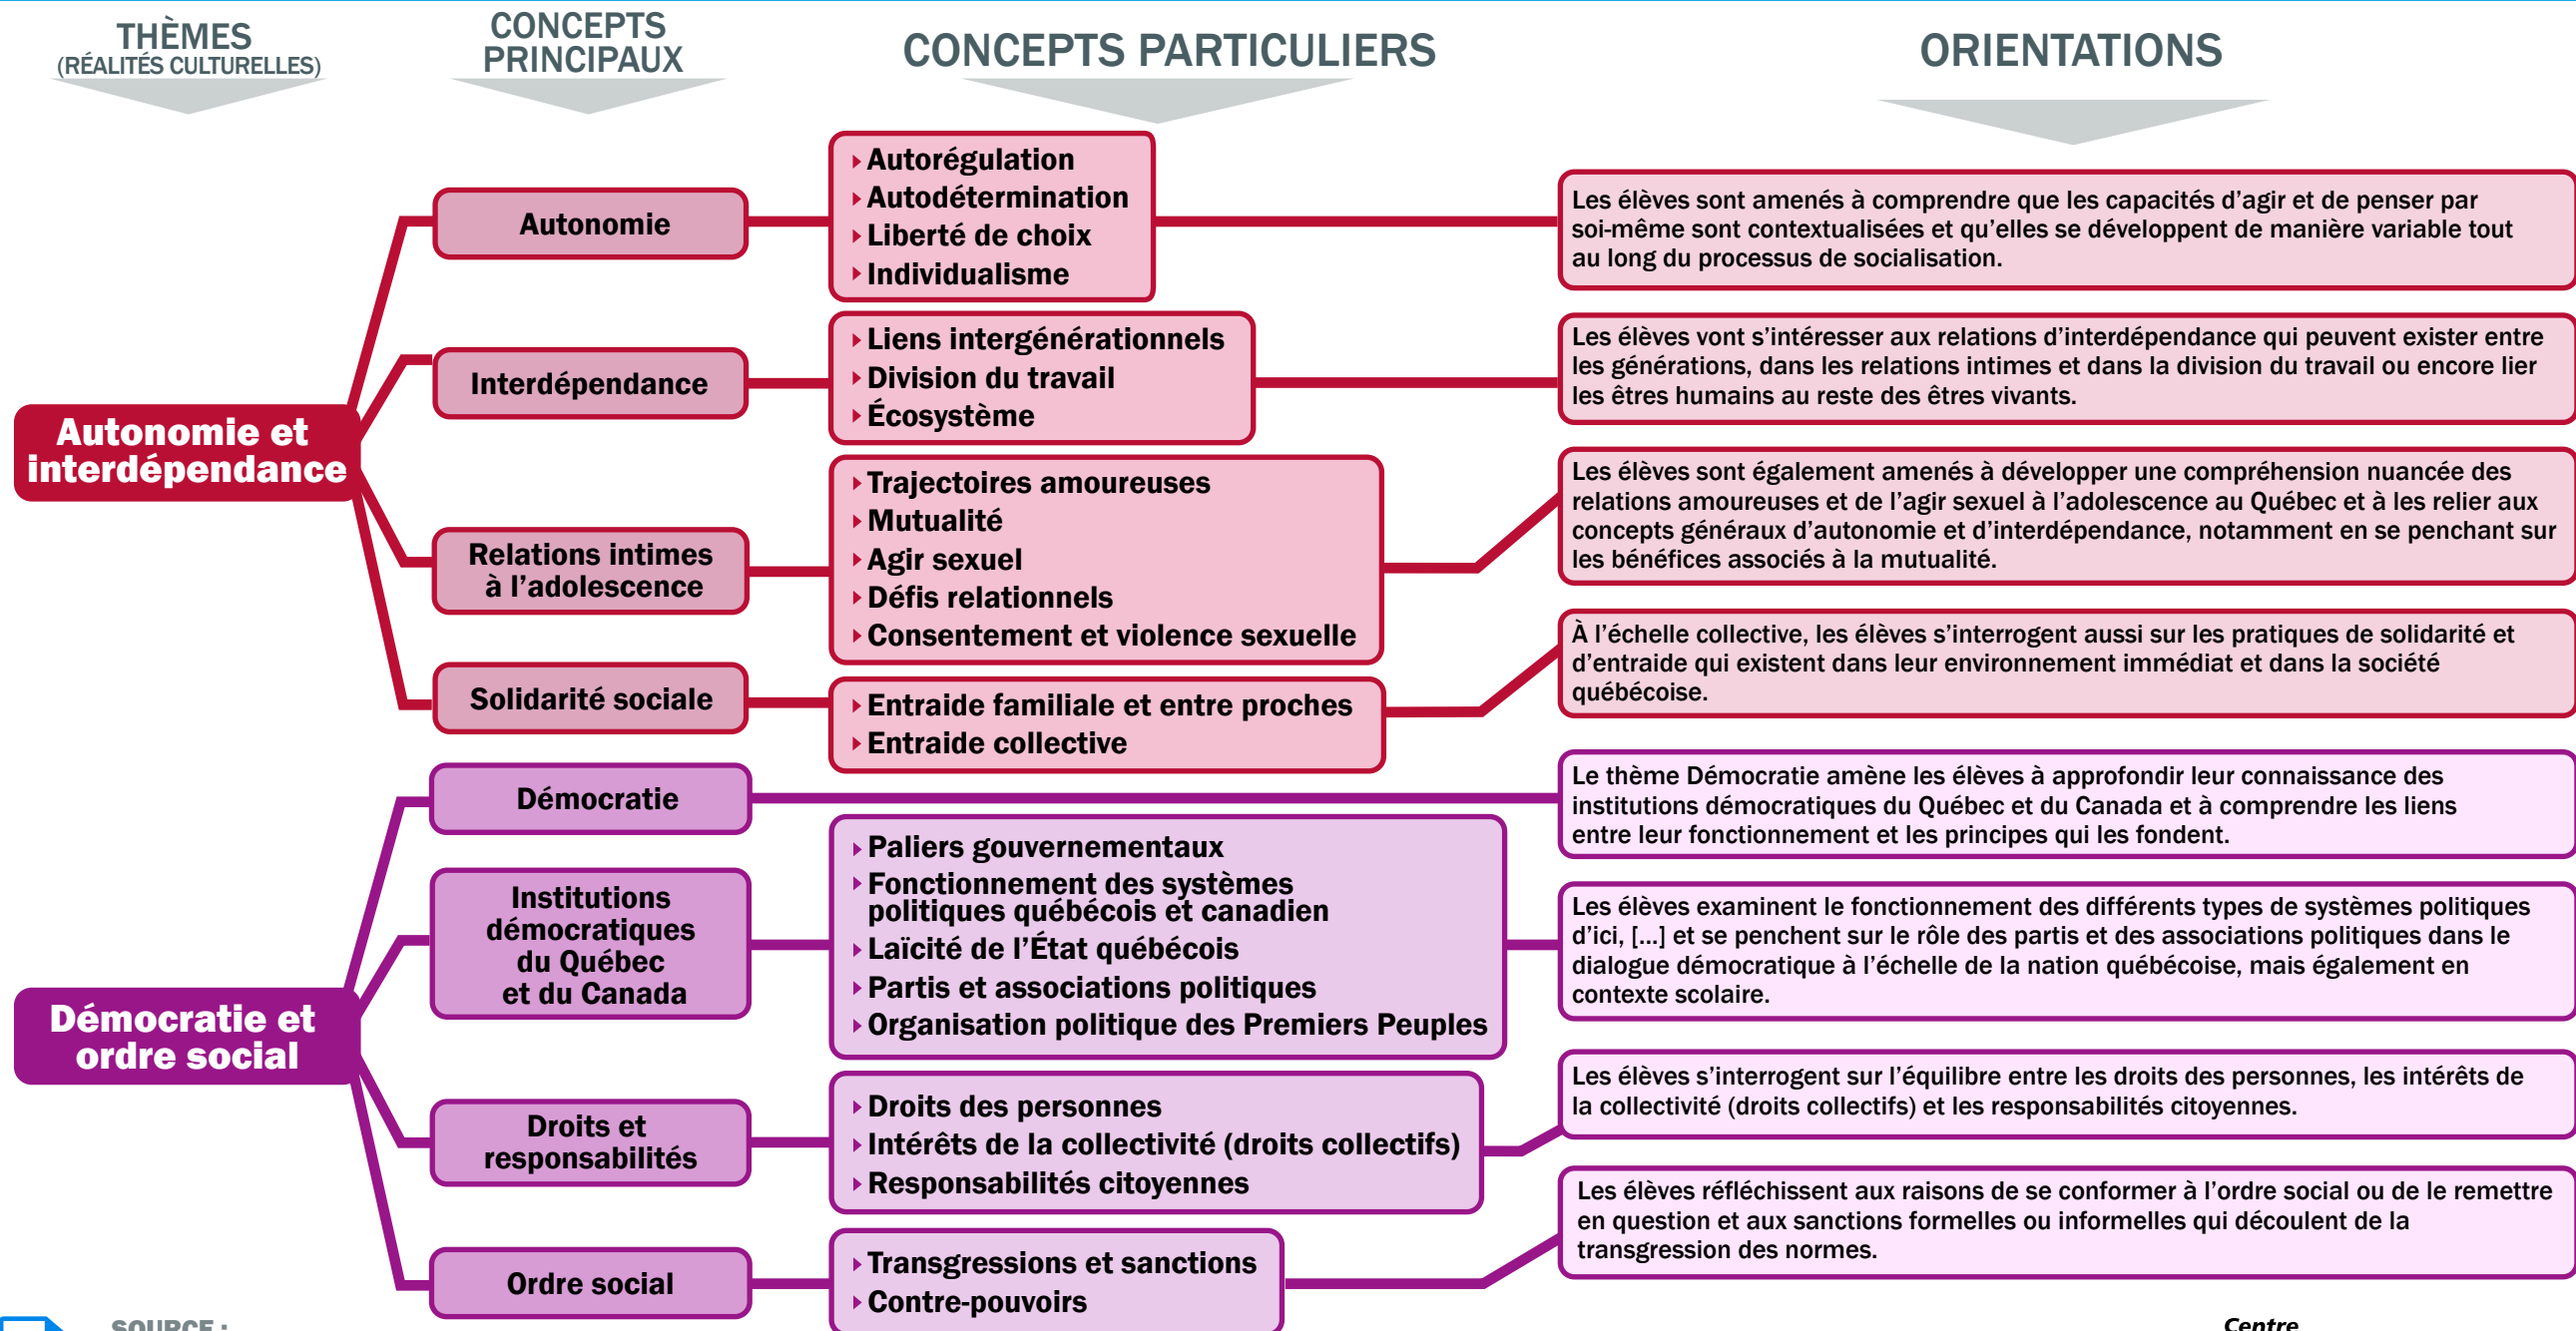 THÈMES
(RÉALITÉS CULTURELLES)
CONCEPTS
PRINCIPAUX
CONCEPTS PARTICULIERS
ORIENTATIONS
Autonomie et
interdépendance
Autonomie
Autorégulation
Autodétermination
Liberté de choix
Individualisme
Les élèves sont amenés à comprendre que les capacités d’agir et de penser par
soi-même sont contextualisées et qu’elles se développent de manière variable tout
au long du processus de socialisation.
Interdépendance
Liens intergénérationnels
Division du travail
Écosystème
Les élèves vont s’intéresser aux relations d’interdépendance qui peuvent exister entre
les générations, dans les relations intimes et dans la division du travail ou encore lier
les êtres humains au reste des êtres vivants.
Relations intimes
à l’adolescence
Trajectoires amoureuses
Mutualité
Agir sexuel
Défis relationnels
Consentement et violence sexuelle
Les élèves sont également amenés à développer une compréhension nuancée des
relations amoureuses et de l’agir sexuel à l’adolescence au Québec et à les relier aux
concepts généraux d’autonomie et d’interdépendance, notamment en se penchant sur
les bénéfices associés à la mutualité.
Solidarité sociale
Entraide familiale et entre proches
Entraide collective
À l’échelle collective, les élèves s’interrogent aussi sur les pratiques de solidarité et
d’entraide qui existent dans leur environnement immédiat et dans la société
québécoise.
Démocratie et
ordre social
Démocratie
Le thème Démocratie amène les élèves à approfondir leur connaissance des
institutions démocratiques du Québec et du Canada et à comprendre les liens
entre leur fonctionnement et les principes qui les fondent.
Institutions
démocratiques
du Québec
et du Canada
Paliers gouvernementaux
Fonctionnement des systèmes
politiques québécois et canadien
Laïcité de l’État québécois
Partis et associations politiques
Organisation politique des Premiers Peuples
Les élèves examinent le fonctionnement des différents types de systèmes politiques
d’ici, [...] et se penchent sur le rôle des partis et des associations politiques dans le
dialogue démocratique à l’échelle de la nation québécoise, mais également en
contexte scolaire.
Droits et
responsabilités
Droits des personnes
Intérêts de la collectivité (droits collectifs)
Responsabilités citoyennes
Les élèves s’interrogent sur l’équilibre entre les droits des personnes, les intérêts de
la collectivité (droits collectifs) et les responsabilités citoyennes.
Ordre social
Transgressions et sanctions
Contre-pouvoirs
Les élèves réfléchissent aux raisons de se conformer à l’ordre social ou de le remettre
en question et aux sanctions formelles ou informelles qui découlent de la
transgression des normes.
SOURCE :
Centre